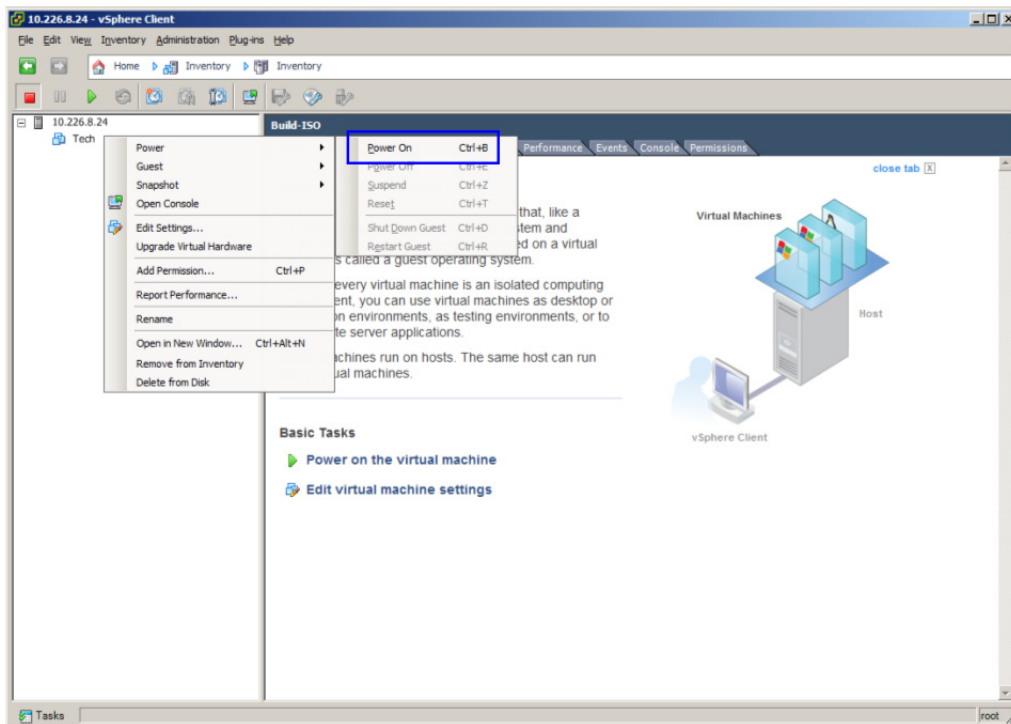 10.226.8.24 - vSphere Client
File Edit View Inventory Administration Plug-ins Help
Home Inventory Inventory
10.226.8.24
Tech
Build-ISO
Performance Events Console Permissions
close tab X
Power
Guest
Snapshot
Open Console
Edit Settings...
Upgrade Virtual Hardware
Add Permission... Ctrl+P
Report Performance...
Rename
Open in New Window... Ctrl+Alt+N
Remove from Inventory
Delete from Disk
Power On Ctrl+B
Power Off Ctrl+E
Suspend Ctrl+Z
Reset Ctrl+T
Shut Down Guest Ctrl+D
Restart Guest Ctrl+R
that, like a
stem and
ed on a virtual
s called a guest operating system.
every virtual machine is an isolated computing
ent, you can use virtual machines as desktop or
on environments, as testing environments, or to
te server applications.
achines run on hosts. The same host can run
ual machines.
Virtual Machines
Host
vSphere Client
Basic Tasks
Power on the virtual machine
Edit virtual machine settings
Tasks
root